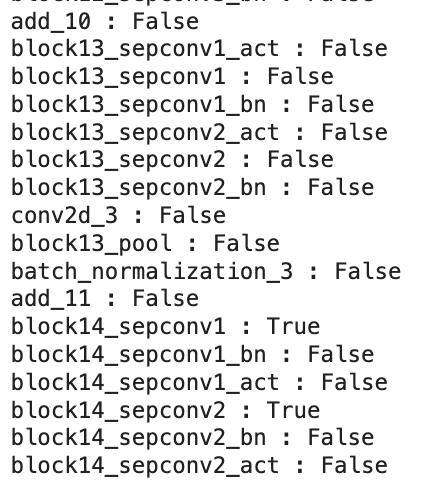 add_10 : False
block13_sepconv1_act : False
block13_sepconv1 : False
block13_sepconv1_bn : False
block13_sepconv2_act : False
block13_sepconv2 : False
block13_sepconv2_bn : False
conv2d_3 : False
block13_pool : False
batch_normalization_3 : False
add_11 : False
block14_sepconv1 : True
block14_sepconv1_bn : False
block14_sepconv1_act : False
block14_sepconv2 : True
block14_sepconv2_bn : False
block14_sepconv2_act : False